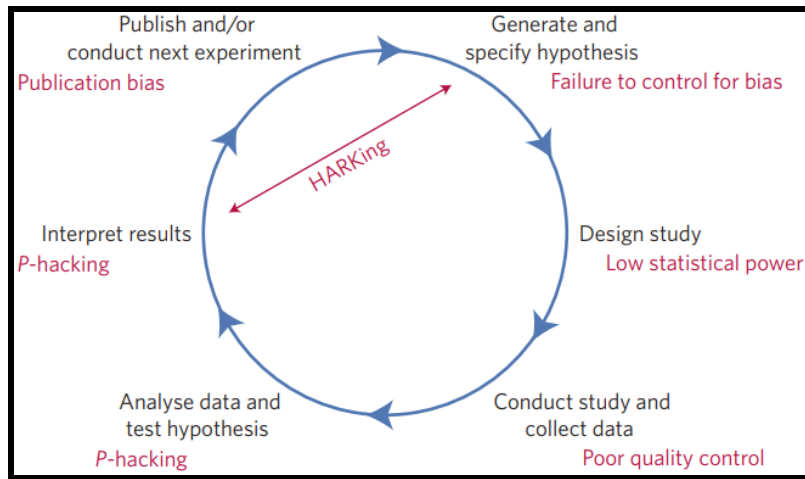 Publish and/or
conduct next experiment
Publication bias
Generate and
specify hypothesis
Failure to control for bias
HARKing
Interpret results
P-hacking
Design study
Low statistical power
Analyse data and
test hypothesis
P-hacking
Conduct study and
collect data
Poor quality control